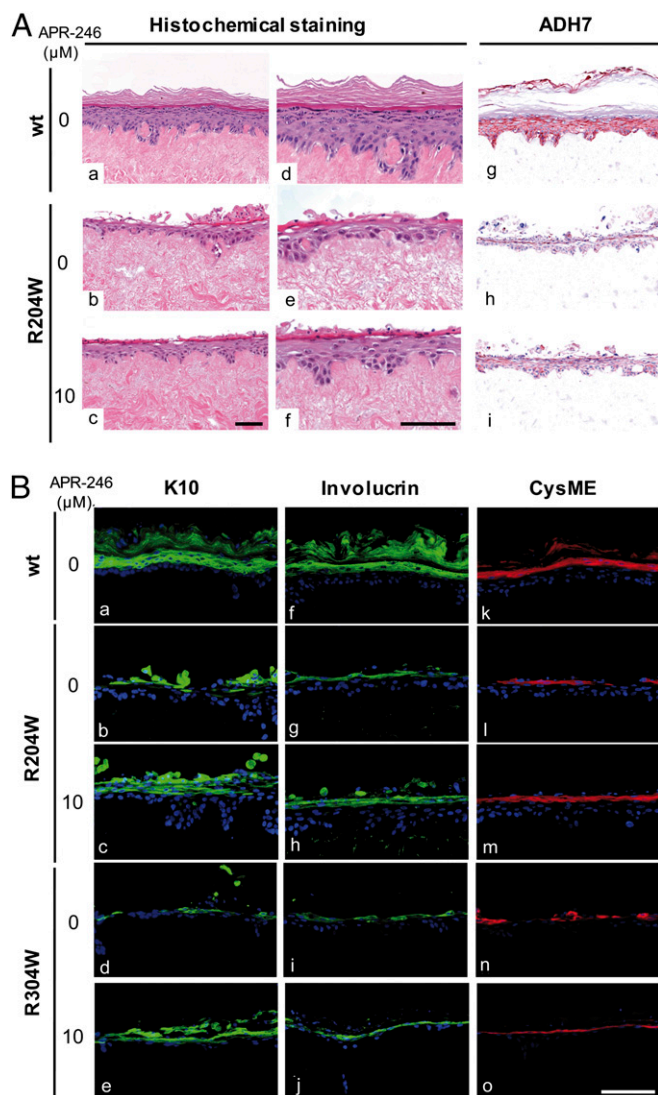 A
APR-246
(µM)
Histochemical staining
ADH7
wt
0
a
d
g
R204W
0
b
e
h
10
c
f
i
B
APR-246
(µM)
K10
Involucrin
CysME
wt
0
a
f
k
R204W
0
b
g
l
10
c
h
m
R304W
0
d
i
n
10
e
j
o